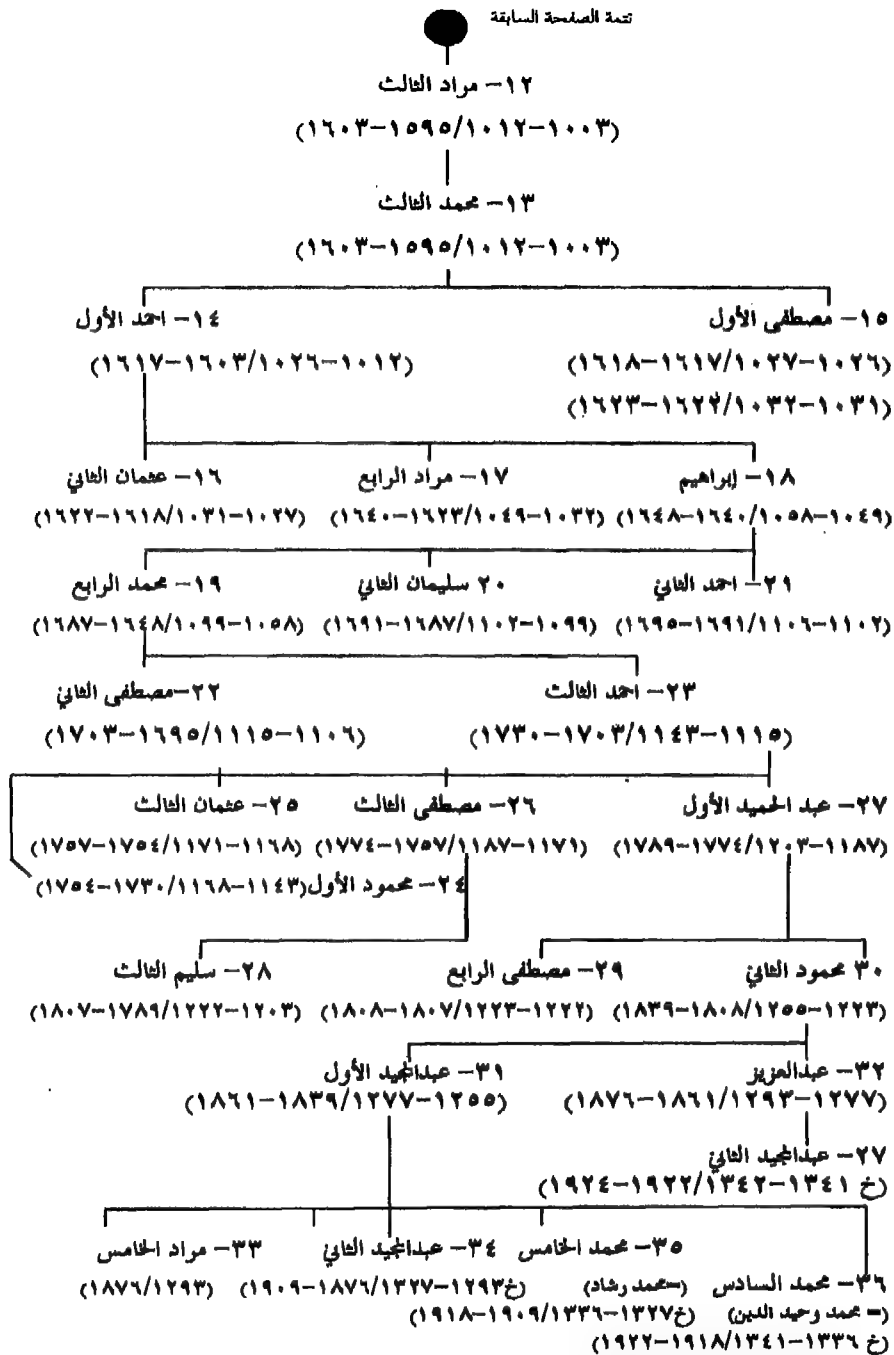 تتمة الصفحة السابقة
١٢- مراد الثالث
(١٠٠٣-١٠١٢/١٥٩٥-١٦٠٣)
١٣- محمد الثالث
(١٠٠٣-١٠١٢/١٥٩٥-١٦٠٣)
١٥- مصطفى الأول
١٤- احمد الأول
(١٠٢٦-١٠٢٧/١٦١٧-١٦١٨)
(١٠١٢-١٠٢٦/١٦٠٣-١٦١٧)
(١٠٣١-١٠٣٢/١٦٢٢-١٦٢٣)
١٨- إبراهيم
١٧- مراد الرابع
١٦- عثمان الثاني
(١٠٤٩-١٠٥٨/١٦٤٠-١٦٤٨)
(١٠٣٢-١٠٤٩/١٦٢٣-١٦٤٠)
(١٠٢٧-١٠٣١/١٦١٨-١٦٢٢)
٢١- احمد الثاني
٢٠ سليمان الثاني
١٩- محمد الرابع
(١١٠٢-١١٠٦/١٦٩١-١٦٩٥)
(١٠٩٩-١١٠٢/١٦٨٧-١٦٩١)
(١٠٥٨-١٠٩٩/١٦٤٨-١٦٨٧)
٢٣- احمد الثالث
٢٢-مصطفى الثاني
(١١١٥-١١٤٣/١٧٠٣-١٧٣٠)
(١١٠٦-١١١٥/١٦٩٥-١٧٠٣)
٢٧- عبد الحميد الأول
٢٦- مصطفى الثالث
٢٥- عثمان الثالث
(١١٨٧-١٢٠٣/١٧٧٤-١٧٨٩)
(١١٧١-١١٨٧/١٧٥٧-١٧٧٤)
(١١٦٨-١١٧١/١٧٥٤-١٧٥٧)
٢٤- محمود الأول(١١٤٣-١١٦٨/١٧٣٠-١٧٥٤)
٣٠ محمود الثاني
٢٩- مصطفى الرابع
٢٨- سليم الثالث
(١٢٢٣-١٢٥٥/١٨٠٨-١٨٣٩)
(١٢٢٢-١٢٢٣/١٨٠٧-١٨٠٨)
(١٢٠٣-١٢٢٢/١٧٨٩-١٨٠٧)
٣٢- عبدالعزيز
٣١- عبدالمجيد الأول
(١٢٧٧-١٢٩٣/١٨٦١-١٨٧٦)
(١٢٥٥-١٢٧٧/١٨٣٩-١٨٦١)
٢٧- عبدالمجيد الثاني
(خ ١٣٤١-١٣٤٢/١٩٢٢-١٩٢٤)
٣٥- محمد الخامس
٣٤- عبدالمجيد الثاني
٣٣- مراد الخامس
٣٦- محمد السادس
(=محمد رشاد)
(خ١٢٩٣-١٣٢٧/١٨٧٦-١٩٠٩)
(١٢٩٣/١٨٧٦)
(= محمد وحيد الدين)
(خ١٣٢٧-١٣٣٦/١٩٠٩-١٩١٨)
(خ ١٣٣٦-١٣٤١/١٩١٨-١٩٢٢)